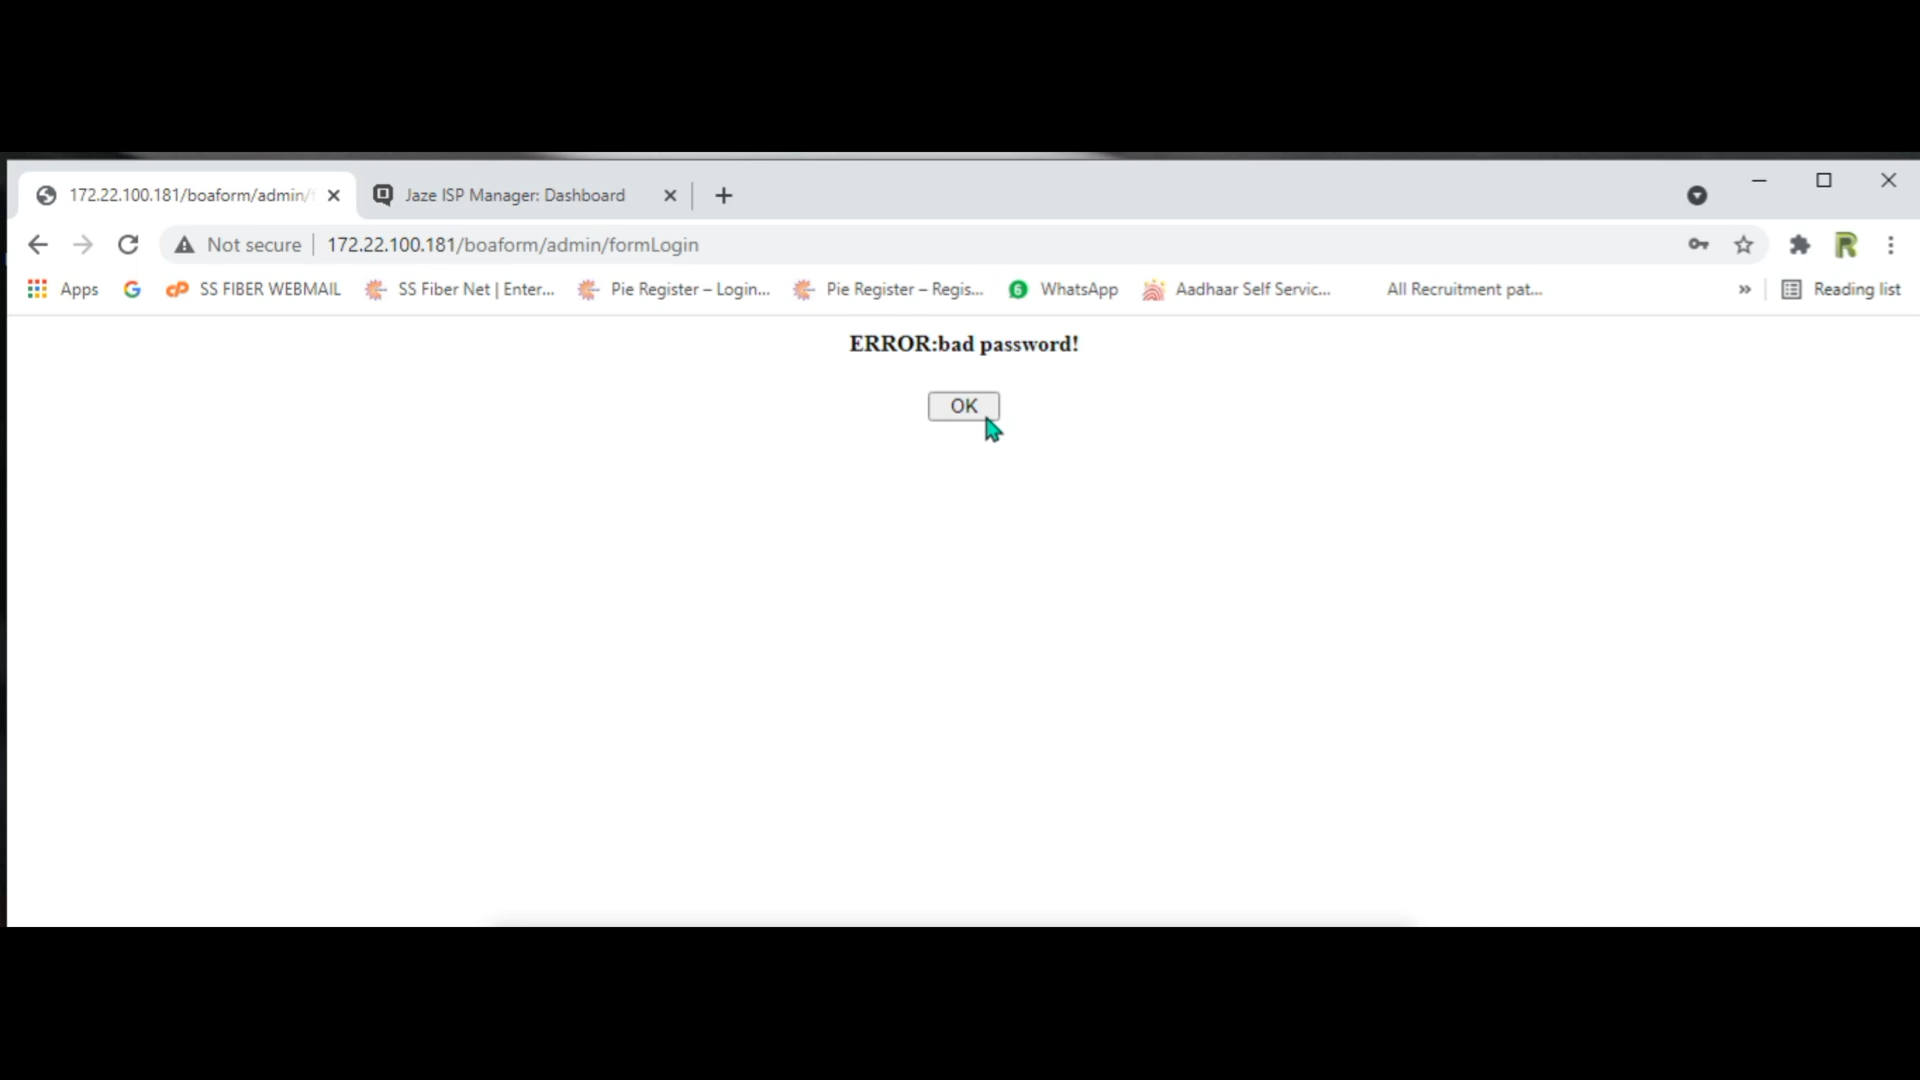 172.22.100.181/boaform/admin/
Jaze ISP Manager: Dashboard
Not secure
172.22.100.181/boaform/admin/formLogin
R
Apps
G
cP SS FIBER WEBMAIL
SS Fiber Net | Enter...
Pie Register – Login...
Pie Register – Regis...
6 WhatsApp
Aadhaar Self Servic...
All Recruitment pat...
»
Reading list
ERROR:bad password!
OK